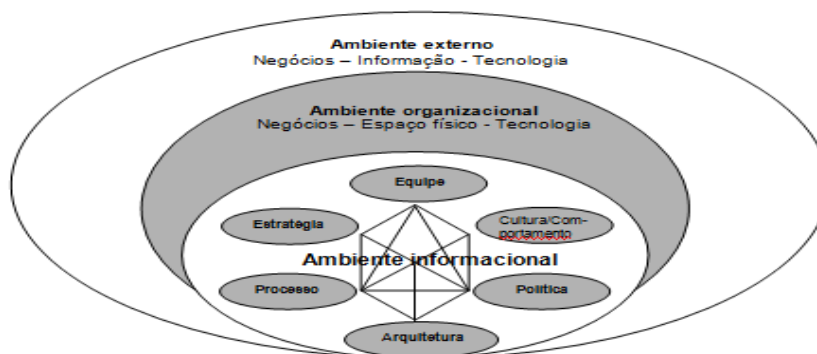 Ambiente externo
Negócios – Informação - Tecnologia
Ambiente organizacional
Negócios – Espaço físico - Tecnologia
Equipe
Estratégia
Cultura/Com-
portamento
Ambiente informacional
Processo
Política
Arquitetura